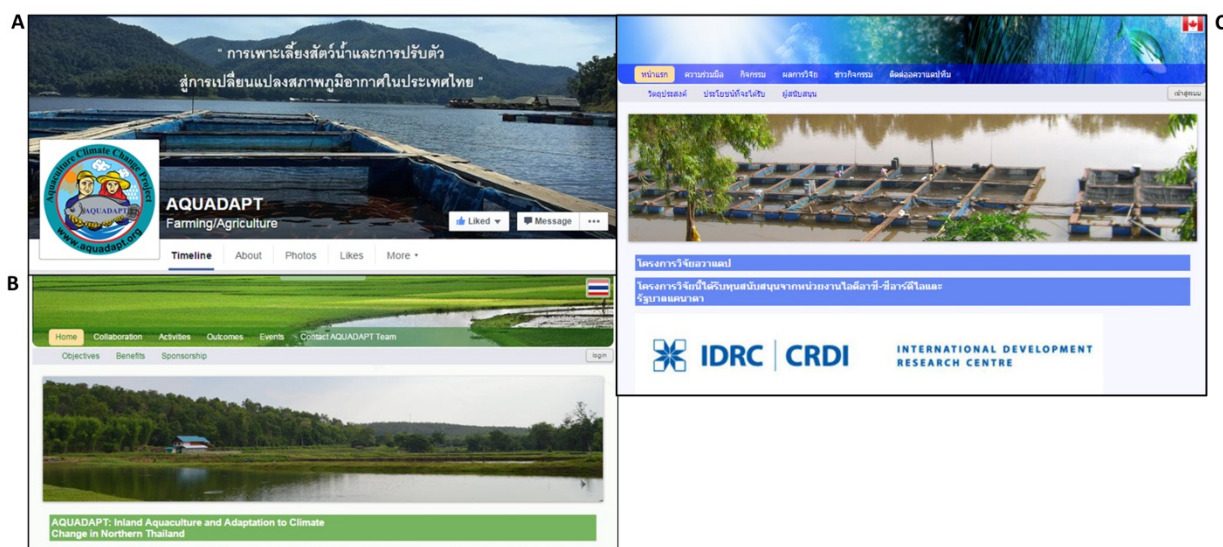 A
" การเพาะเลี้ยงสัตว์น้ำและการปรับตัว
สู่การเปลี่ยนแปลงสภาพภูมิอากาศในประเทศไทย "
Aquaculture Climate Change Project
AQUADAPT
www.aquadapt.org
AQUADAPT
Farming/Agriculture
Liked
Message
Timeline About Photos Likes More
B
Home Collaboration Activities Outcomes Events Contact AQUADAPT Team
Objectives Benefits Sponsorship login
AQUADAPT: Inland Aquaculture and Adaptation to Climate
Change in Northern Thailand
C
หน้าแรก ความร่วมมือ กิจกรรม ผลการวิจัย ข่าวกิจกรรม ติดต่ออควาแดปทีม
วัตถุประสงค์ ประโยชน์ที่จะได้รับ ผู้สนับสนุน เข้าสู่ระบบ
โครงการวิจัยอควาแดป
โครงการวิจัยนี้ได้รับทุนสนับสนุนจากหน่วยงานไอดีอาซี-ซีอาร์ดีไอและ
รัฐบาลแคนาดา
IDRC CRDI
INTERNATIONAL DEVELOPMENT
RESEARCH CENTRE